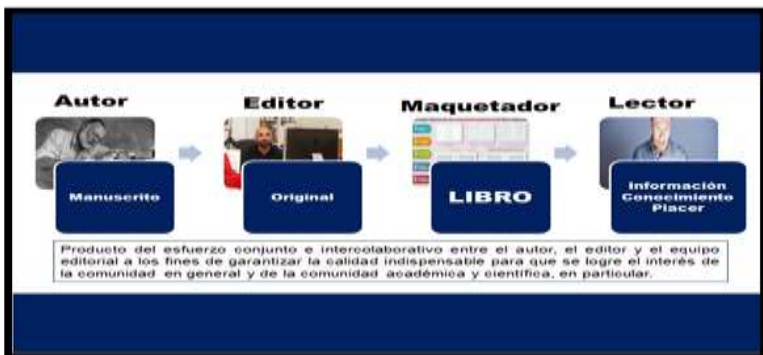 Autor
Editor
Maquetador
Lector
Manuscrito
Original
LIBRO
Información
Conocimiento
Placer
Producto del esfuerzo conjunto e intercolaborativo entre el autor, el editor y el equipo
editorial a los fines de garantizar la calidad indispensable para que se logre el interés de
la comunidad en general y de la comunidad académica y científica, en particular.